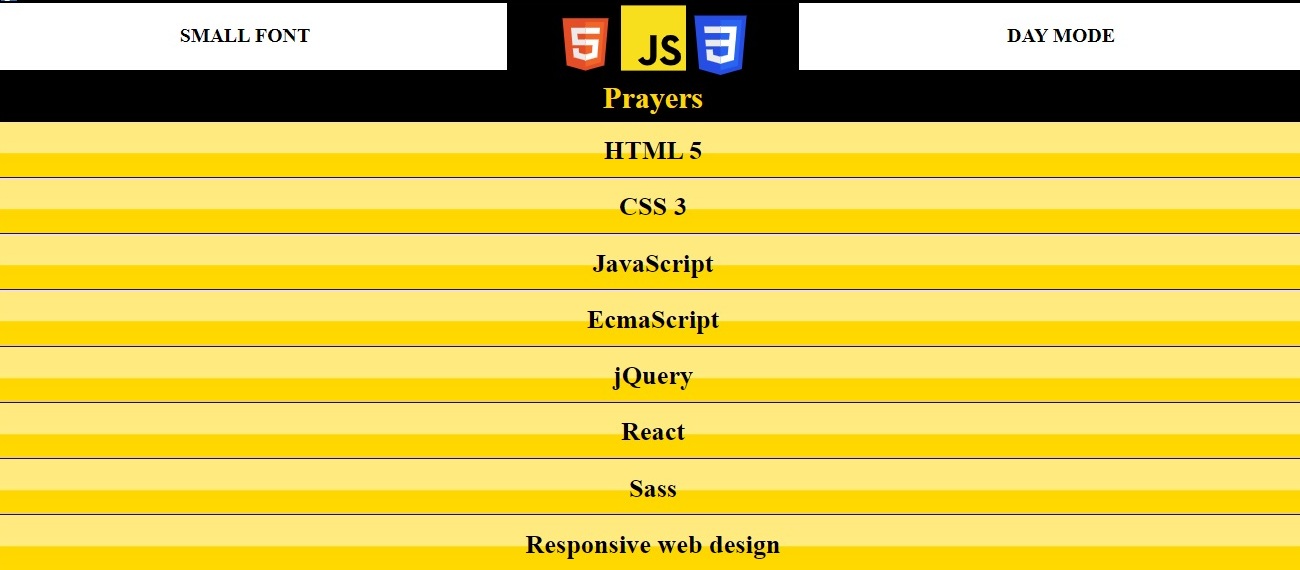 SMALL FONT
5 JS 3
DAY MODE
Prayers
HTML 5
CSS 3
JavaScript
EcmaScript
jQuery
React
Sass
Responsive web design